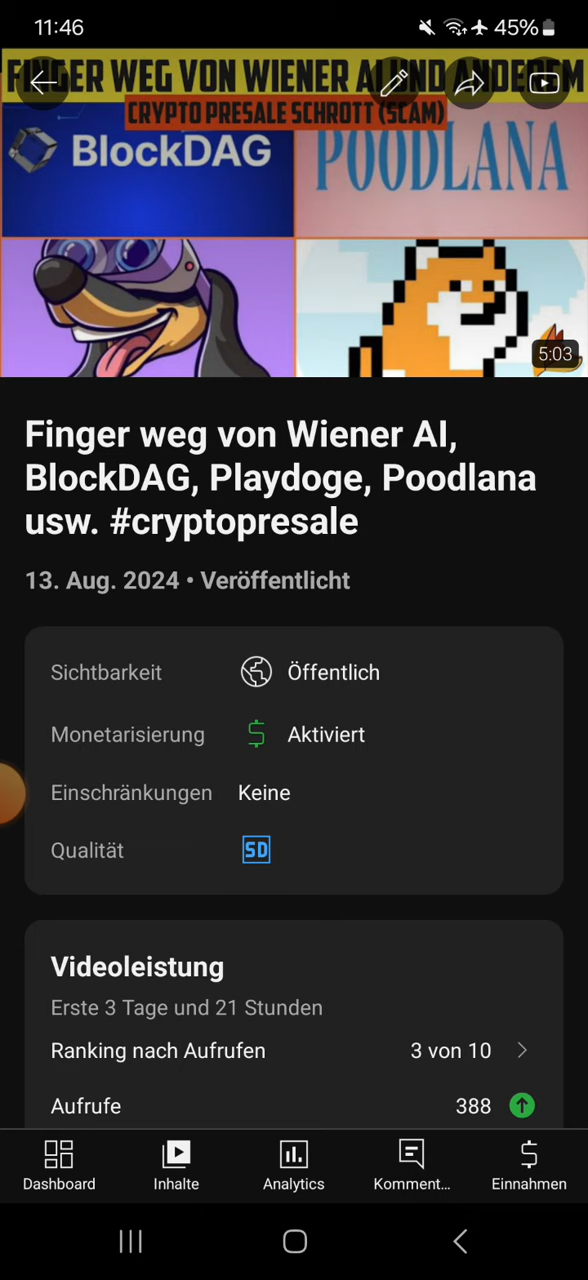 11:46
45%
FINGER WEG VON WIENER AI UND ANDEREM
CRYPTO PRESALE SCHROTT (SCAM)
BlockDAG
POODLANA
5:03
Finger weg von Wiener AI,
BlockDAG, Playdoge, Poodlana
usw. #cryptopresale
13. Aug. 2024 • Veröffentlicht
Sichtbarkeit Öffentlich
Monetarisierung Aktiviert
Einschränkungen Keine
Qualität SD
Videoleistung
Erste 3 Tage und 21 Stunden
Ranking nach Aufrufen 3 von 10
Aufrufe 388
Dashboard Inhalte Analytics Komment... Einnahmen